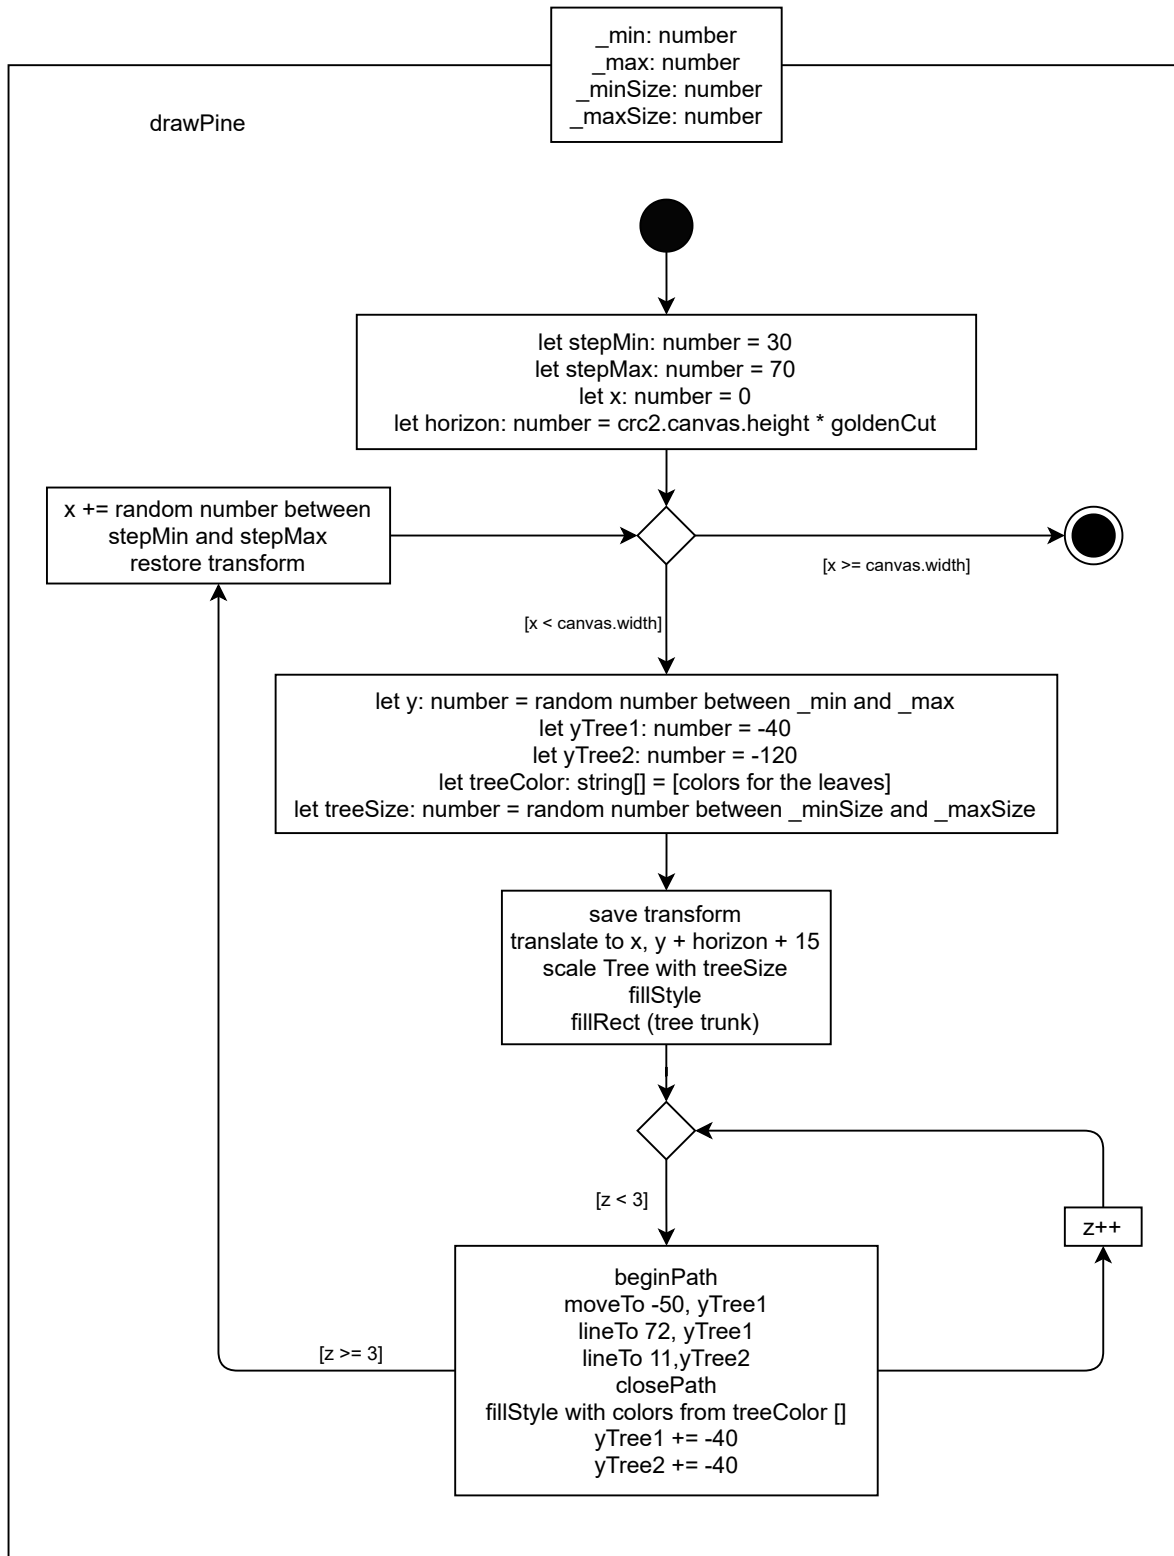 _min: number
_max: number
_minSize: number
_maxSize: number
drawPine
let stepMin: number = 30
let stepMax: number = 70
let x: number = 0
let horizon: number = crc2.canvas.height * goldenCut
x += random number between
stepMin and stepMax
restore transform
[x >= canvas.width]
[x < canvas.width]
let y: number = random number between _min and _max
let yTree1: number = -40
let yTree2: number = -120
let treeColor: string[] = [colors for the leaves]
let treeSize: number = random number between _minSize and _maxSize
save transform
translate to x, y + horizon + 15
scale Tree with treeSize
fillStyle
fillRect (tree trunk)
[z < 3]
z++
beginPath
moveTo -50, yTree1
lineTo 72, yTree1
lineTo 11,yTree2
closePath
fillStyle with colors from treeColor []
yTree1 += -40
yTree2 += -40
[z >= 3]